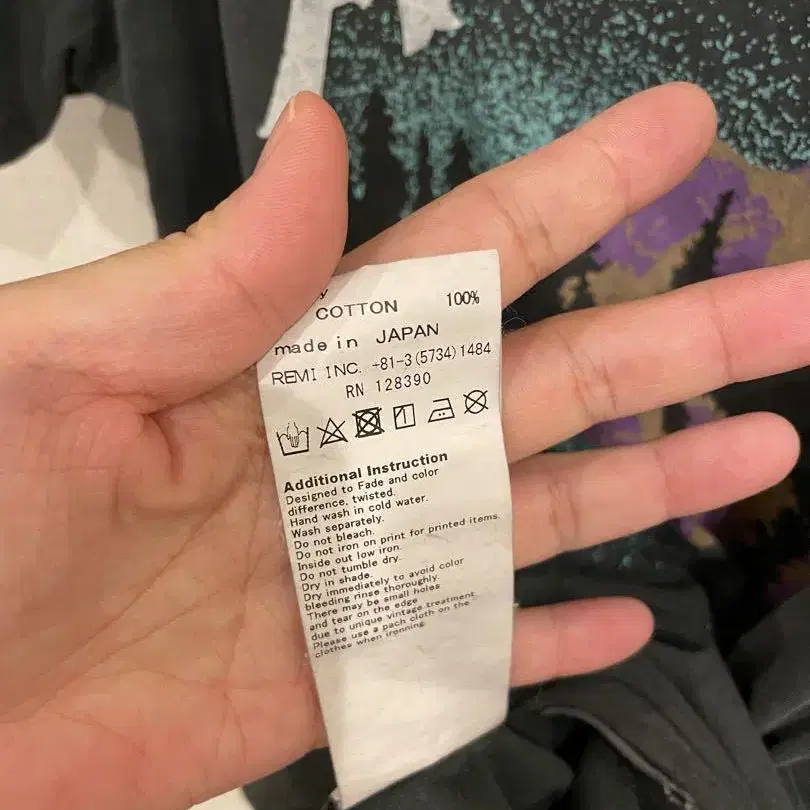 COTTON 100%
made in JAPAN
REMI INC. +81-3(5734)1484
RN 128390
Additional Instruction
Designed to Fade and color
difference, twisted.
Hand wash in cold water.
Wash separately.
Do not bleach.
Do not iron on print for printed items.
Inside out low iron.
Do not tumble dry.
Dry in shade.
Dry immediately to avoid color
bleeding rinse thoroughly.
There may be small holes
and tear on the edge
due to unique vintage treatment.
Please use a pach cloth on the
clothes when ironning.